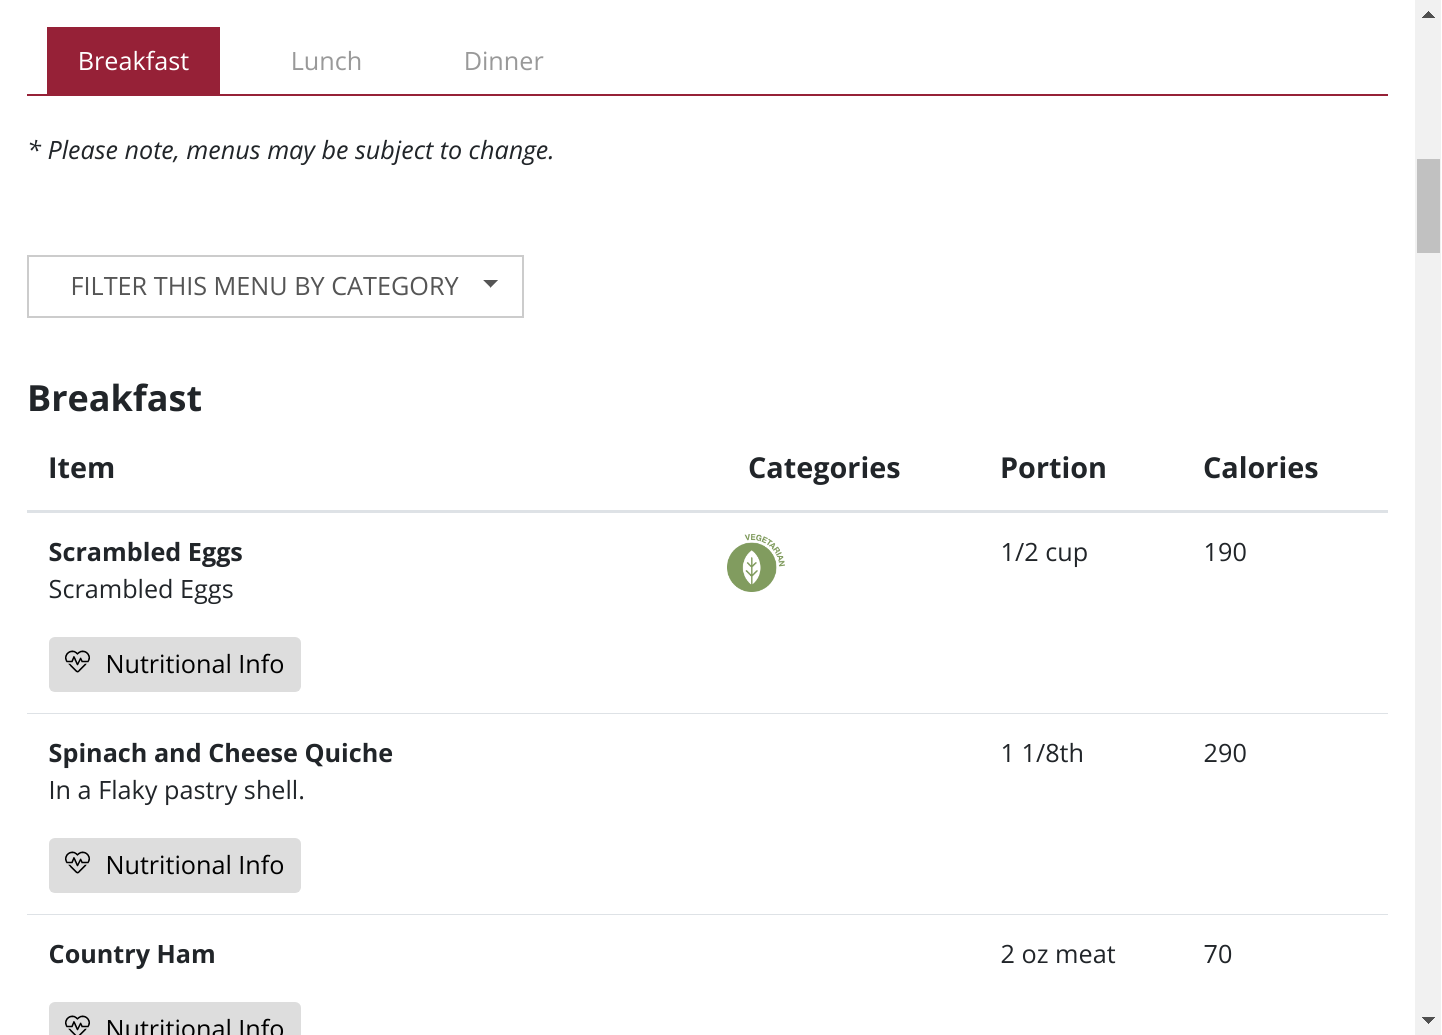 Breakfast Lunch Dinner
* Please note, menus may be subject to change.
FILTER THIS MENU BY CATEGORY
Breakfast
Item Categories Portion Calories
Scrambled Eggs VEGETARIAN 1/2 cup 190
Scrambled Eggs
Nutritional Info
Spinach and Cheese Quiche 1 1/8th 290
In a Flaky pastry shell.
Nutritional Info
Country Ham 2 oz meat 70
Nutritional Info